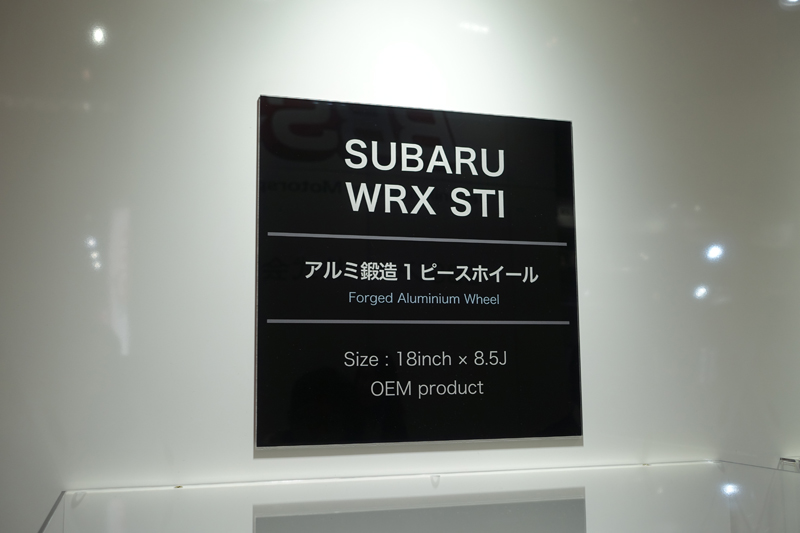 SUBARU
WRX STI
アルミ鍛造1ピースホイール
Forged Aluminium Wheel
Size : 18inch × 8.5J
OEM product